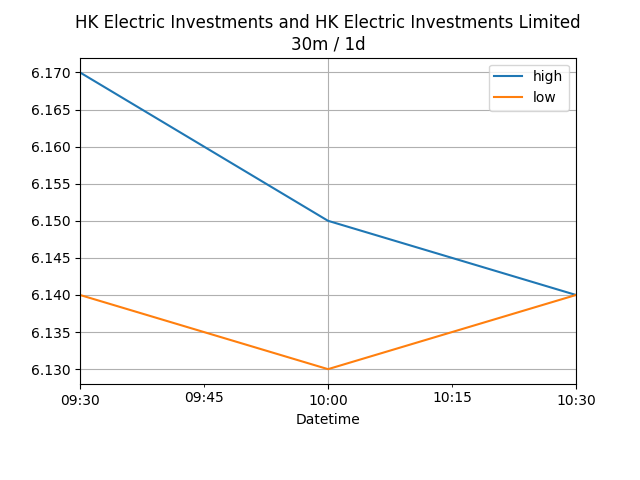 HK Electric Investments and HK Electric Investments Limited
30m / 1d
high
low
6.170
6.165
6.160
6.155
6.150
6.145
6.140
6.135
6.130
09:30 09:45 10:00 10:15 10:30
Datetime